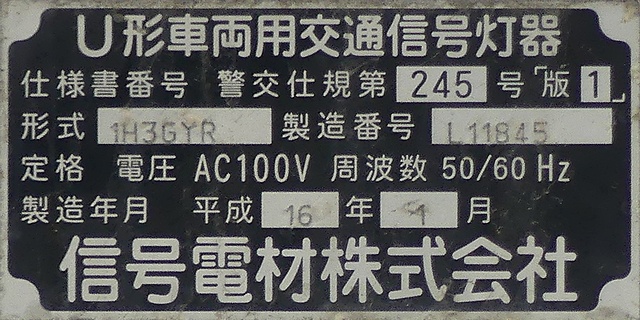 U形車両用交通信号灯器
仕様書番号 警交仕規第 245 号「版1」
形式 1H3GYR 製造番号 L11845
定格 電圧 AC100V 周波数 50/60 Hz
製造年月 平成 16 年 1 月
信号電材株式会社